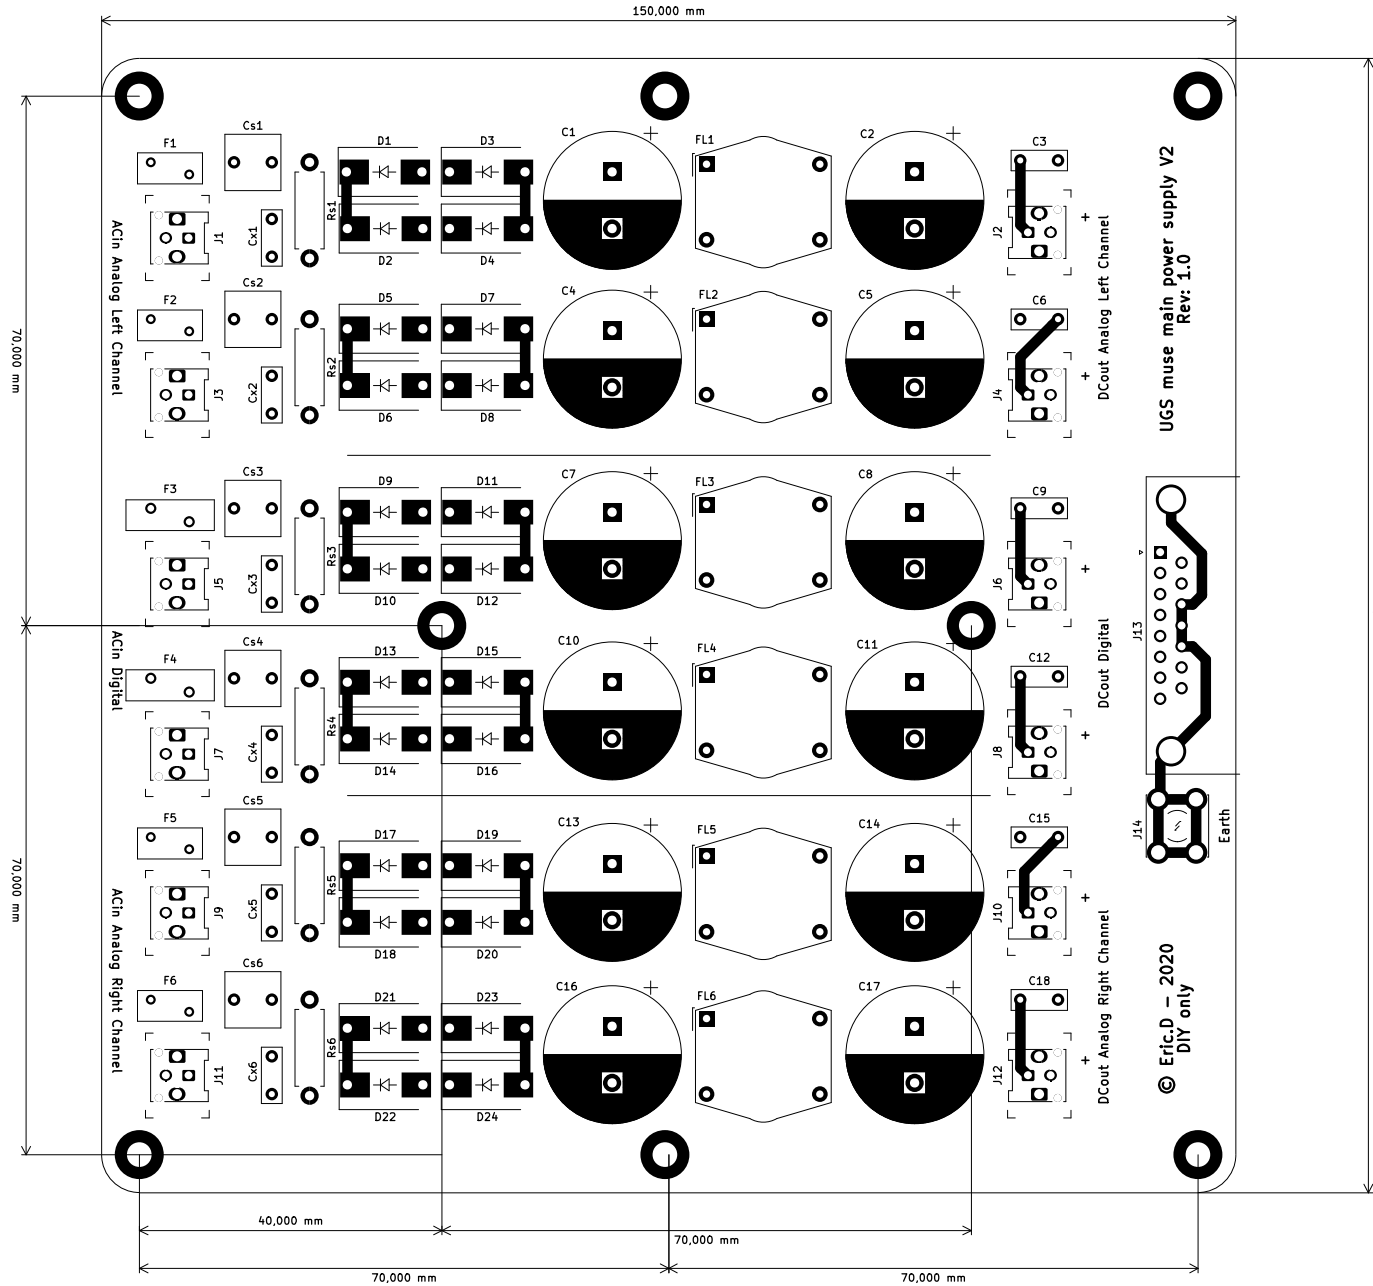 150,000 mm
F1
Cs1
D1
D3
C1
FL1
C2
C3
J1
Cx1
Rs1
D2
D4
J2
+
F2
Cs2
D5
D7
C4
FL2
C5
C6
J3
Cx2
Rs2
D6
D8
J4
+
ACin Analog Left Channel
DCout Analog Left Channel
UGS muse main power supply V2
Rev: 1.0
70,000 mm
F3
Cs3
D9
D11
C7
FL3
C8
C9
J5
Cx3
Rs3
D10
D12
J6
+
ACin Digital
DCout Digital
J13
F4
Cs4
D13
D15
C10
FL4
C11
C12
J7
Cx4
Rs4
D14
D16
J8
+
F5
Cs5
D17
D19
C13
FL5
C14
C15
J14
Earth
J9
Cx5
Rs5
D18
D20
J10
+
70,000 mm
ACin Analog Right Channel
DCout Analog Right Channel
F6
Cs6
D21
D23
C16
FL6
C17
C18
J11
Cx6
Rs6
D22
D24
J12
+
© Eric.D – 2020
DIY only
40,000 mm
70,000 mm
70,000 mm
70,000 mm